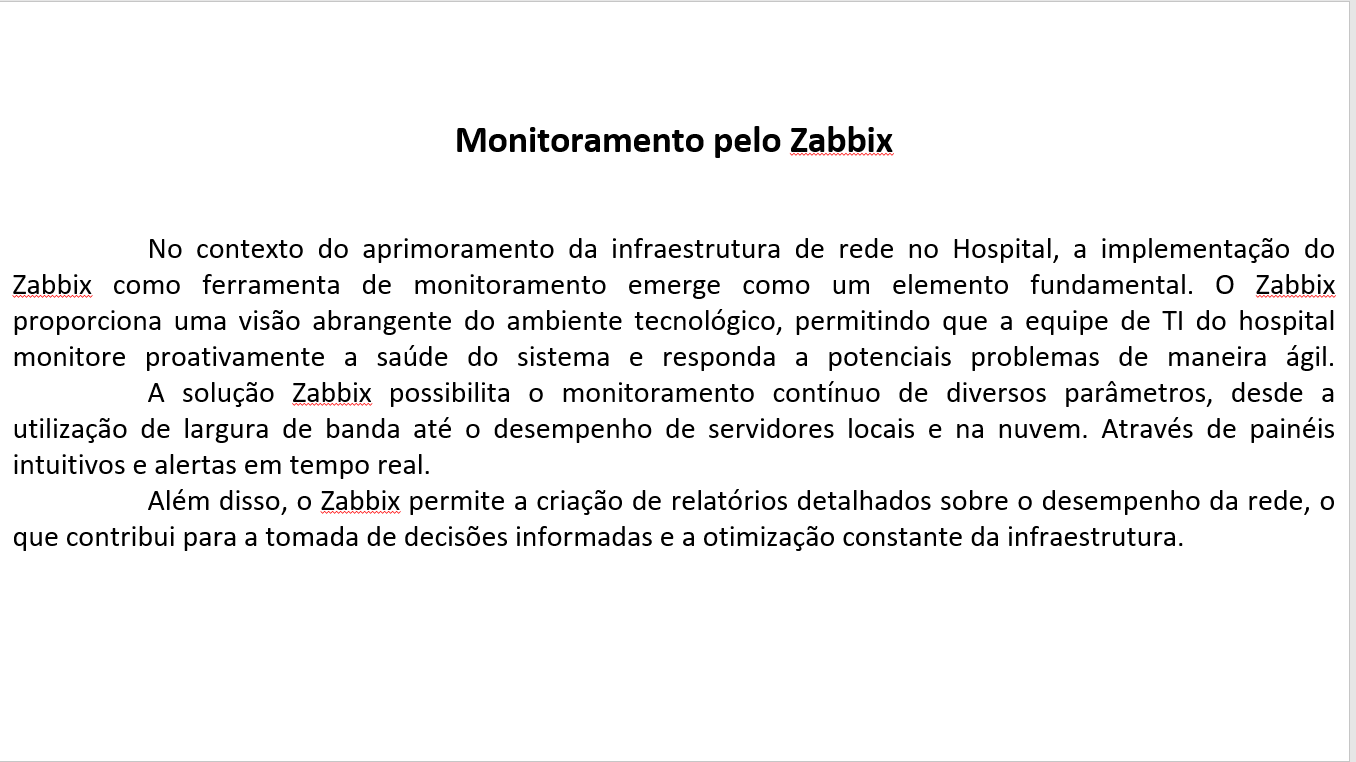 Monitoramento pelo Zabbix
No contexto do aprimoramento da infraestrutura de rede no Hospital, a implementação do
Zabbix como ferramenta de monitoramento emerge como um elemento fundamental. O Zabbix
proporciona uma visão abrangente do ambiente tecnológico, permitindo que a equipe de TI do hospital
monitore proativamente a saúde do sistema e responda a potenciais problemas de maneira ágil.
A solução Zabbix possibilita o monitoramento contínuo de diversos parâmetros, desde a
utilização de largura de banda até o desempenho de servidores locais e na nuvem. Através de painéis
intuitivos e alertas em tempo real.
Além disso, o Zabbix permite a criação de relatórios detalhados sobre o desempenho da rede, o
que contribui para a tomada de decisões informadas e a otimização constante da infraestrutura.